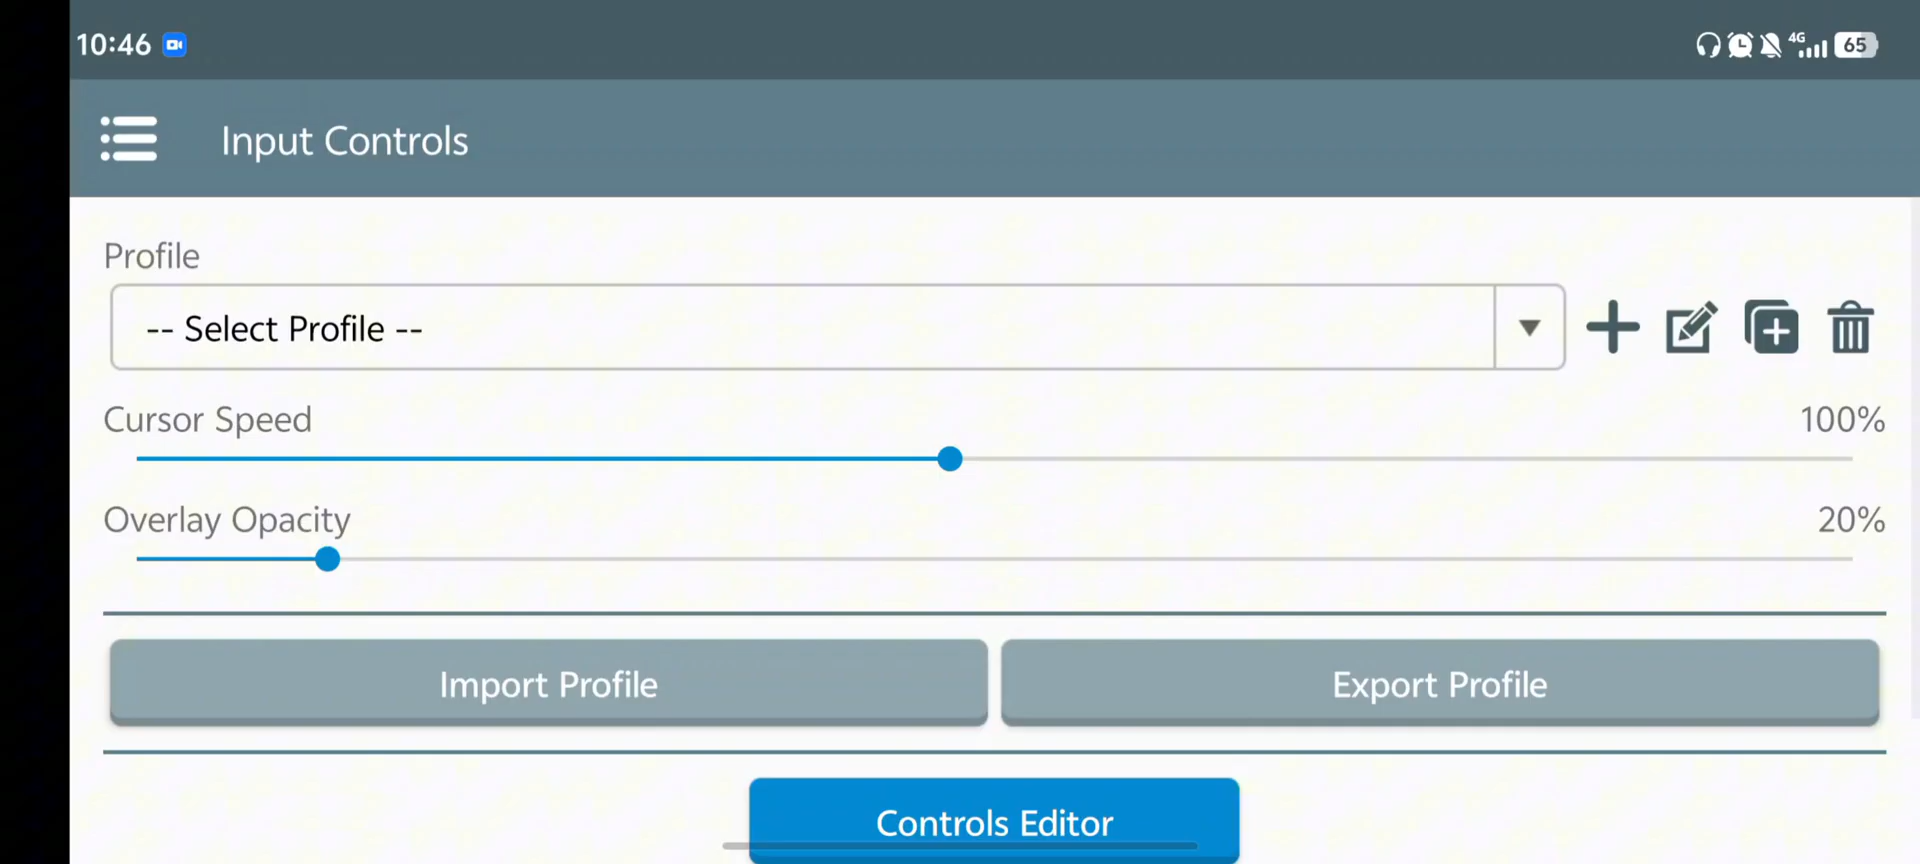 10:46
4G 65
Input Controls
Profile
-- Select Profile --
Cursor Speed 100%
Overlay Opacity 20%
Import Profile Export Profile
Controls Editor